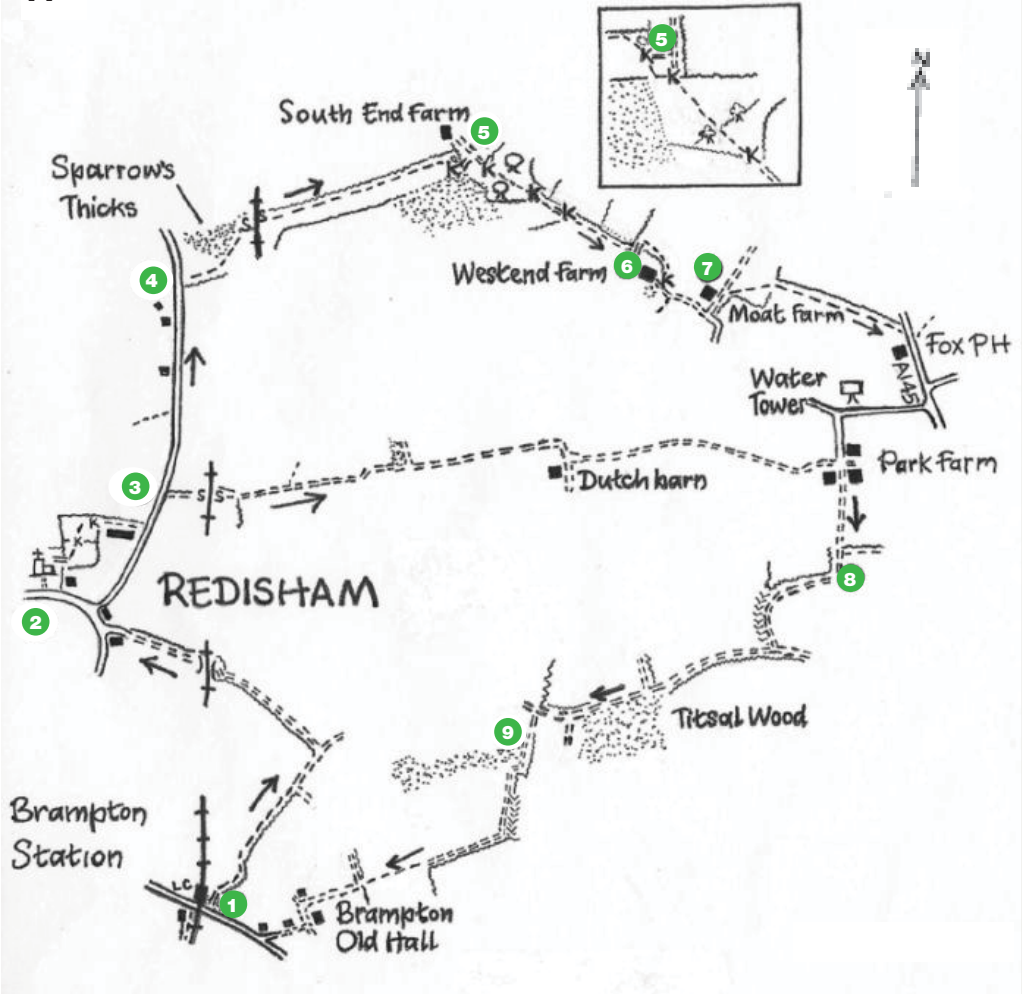 5
K
K
K
N
South End Farm
5
K
K
K
K
Sparrow's
Thicks
S
S
4
Westend Farm
6
K
7
Moat Farm
Fox PH
A145
Water
Tower
Park Farm
3
S
S
Dutch barn
K
K
REDISHAM
2
8
Titsal Wood
9
Brampton
Station
LC
1
Brampton
Old Hall